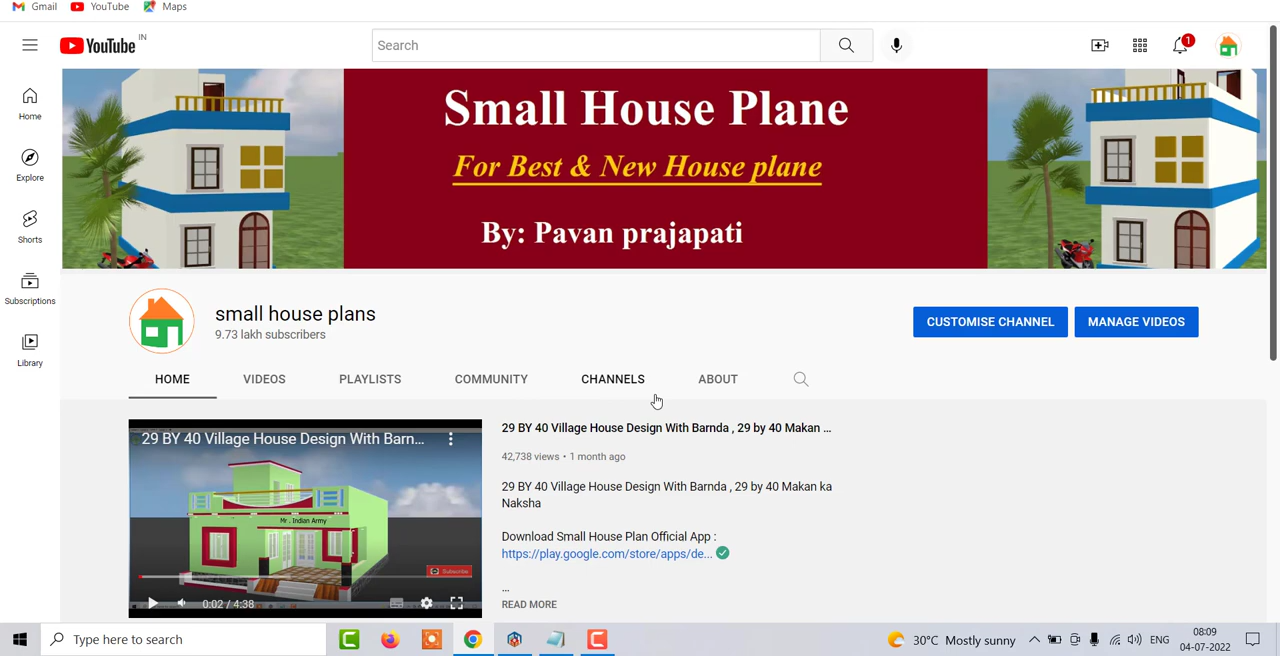 Gmail YouTube Maps
YouTube IN
Search
1
Home
Explore
Shorts
Subscriptions
Library
Small House Plane
For Best & New House plane
By: Pavan prajapati
small house plans
9.73 lakh subscribers
CUSTOMISE CHANNEL MANAGE VIDEOS
HOME VIDEOS PLAYLISTS COMMUNITY CHANNELS ABOUT
29 BY 40 Village House Design With Barn...
Mr . Indian Army
Subscribe
0:02 / 4:38
29 BY 40 Village House Design With Barnda , 29 by 40 Makan ...
42,738 views • 1 month ago
29 BY 40 Village House Design With Barnda , 29 by 40 Makan ka
Naksha
Download Small House Plan Official App :
https://play.google.com/store/apps/de...
...
READ MORE
Type here to search
30°C Mostly sunny
ENG
08:09
04-07-2022